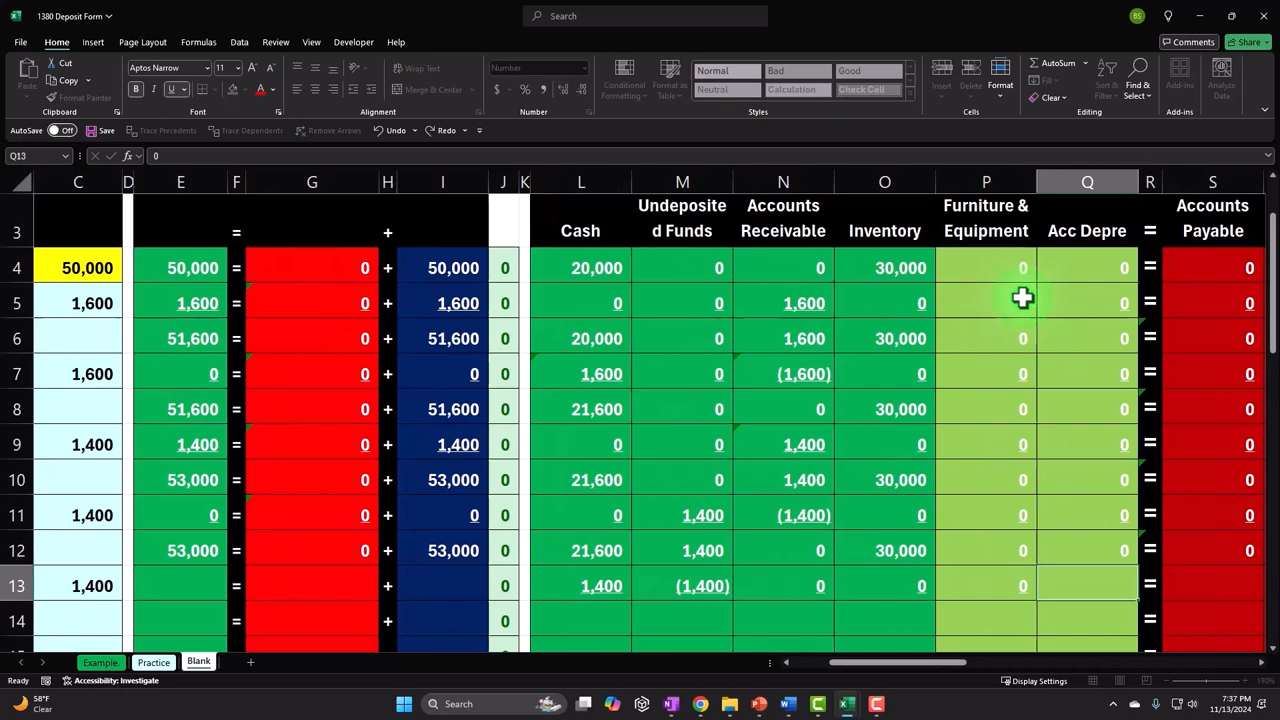 1380 Deposit Form
Search
BS
File Home Insert Page Layout Formulas Data Review View Developer Help
Comments Share
Cut
Copy
Format Painter
Paste
Clipboard
Aptos Narrow 11
B I U
Font
Wrap Text
Merge & Center
Alignment
Number
$ % ,
Number
Conditional Formatting
Format as Table
Normal Bad Good
Neutral Calculation Check Cell
Styles
Insert Delete Format
Cells
AutoSum
Fill
Clear
Sort & Filter
Find & Select
Editing
Add-ins
Add-ins
Analyze Data
AutoSave Off Save Trace Precedents Trace Dependents Remove Arrows Undo Redo
Q13 fx 0
C D E F G H I J K L M N O P Q R S
3 = + Cash Undeposite d Funds Accounts Receivable Inventory Furniture & Equipment Acc Depre = Accounts Payable
4 50,000 50,000 = 0 + 50,000 0 20,000 0 0 30,000 0 0 = 0
5 1,600 1,600 = 0 + 1,600 0 0 0 1,600 0 0 0 = 0
6 51,600 = 0 + 51,600 0 20,000 0 1,600 30,000 0 0 = 0
7 1,600 0 = 0 + 0 0 1,600 0 (1,600) 0 0 0 = 0
8 51,600 = 0 + 51,600 0 21,600 0 0 30,000 0 0 = 0
9 1,400 1,400 = 0 + 1,400 0 0 0 1,400 0 0 0 = 0
10 53,000 = 0 + 53,000 0 21,600 0 1,400 30,000 0 0 = 0
11 1,400 0 = 0 + 0 0 0 1,400 (1,400) 0 0 0 = 0
12 53,000 = 0 + 53,000 0 21,600 1,400 0 30,000 0 0 = 0
13 1,400 = + 0 1,400 (1,400) 0 0 0 =
14 = + 0 =
Example. Practice Blank
Ready Accessibility: Investigate Display Settings 190%
58°F
Clear
Search
7:37 PM
11/13/2024